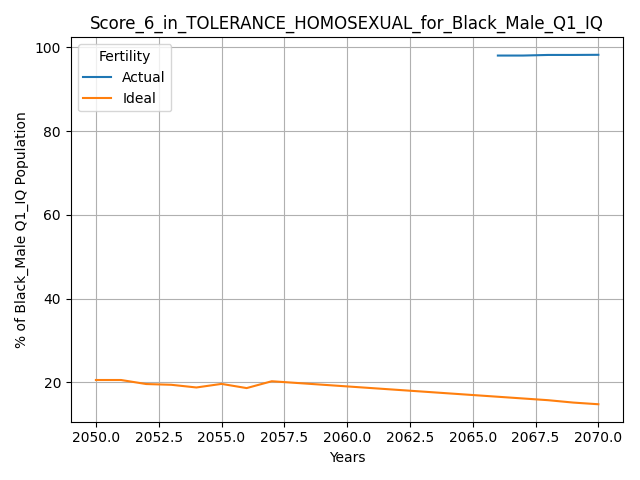 Score_6_in_TOLERANCE_HOMOSEXUAL_for_Black_Male_Q1_IQ
Fertility
Actual
Ideal
% of Black_Male Q1_IQ Population
100
80
60
40
20
2050.0 2052.5 2055.0 2057.5 2060.0 2062.5 2065.0 2067.5 2070.0
Years